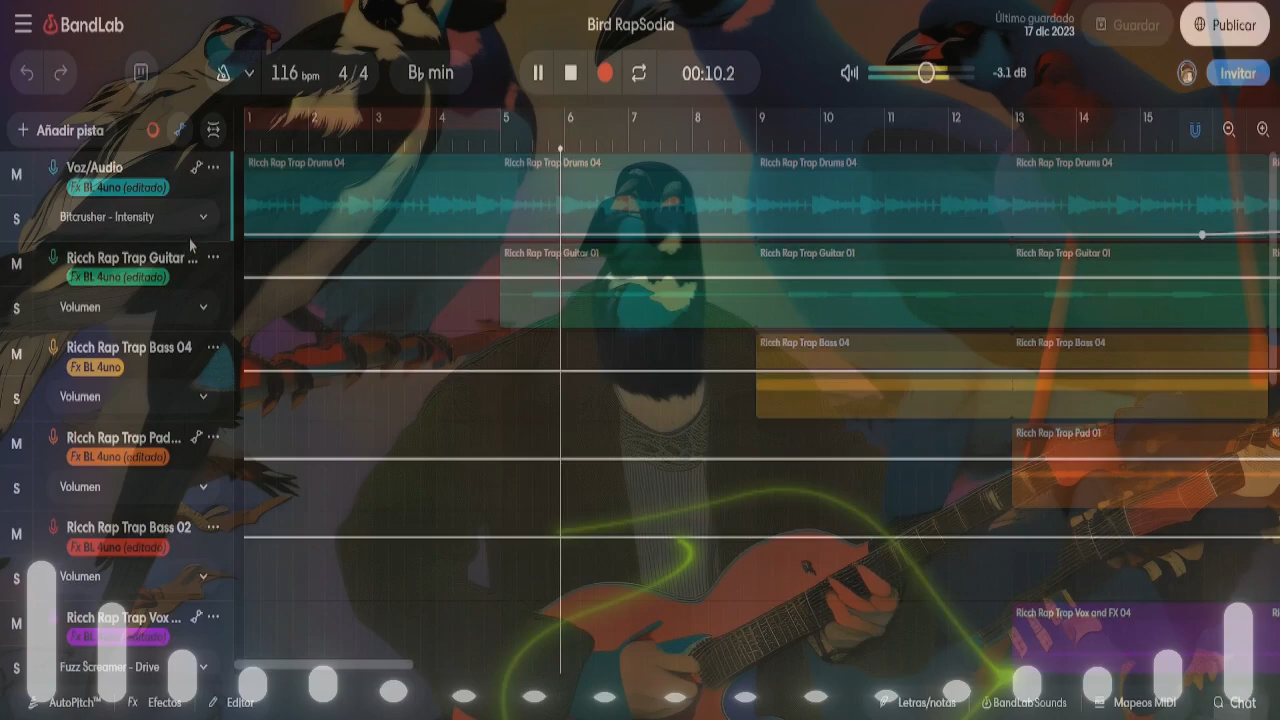 BandLab
Bird RapSodia
Último guardado
17 dic 2023
Guardar
Publicar
116 bpm
4/4
B♭ min
00:10.2
-3.1 dB
Invitar
+ Añadir pista
1 2 3 4 5 6 7 8 9 10 11 12 13 14 15
M
Voz/Audio
Fx BL 4uno (editado)
S
Bitcrusher - Intensity
Ricch Rap Trap Drums 04
Ricch Rap Trap Drums 04
Ricch Rap Trap Drums 04
Ricch Rap Trap Drums 04
M
Ricch Rap Trap Guitar ...
Fx BL 4uno (editado)
S
Volumen
Ricch Rap Trap Guitar 01
Ricch Rap Trap Guitar 01
Ricch Rap Trap Guitar 01
M
Ricch Rap Trap Bass 04
Fx BL 4uno
S
Volumen
Ricch Rap Trap Bass 04
Ricch Rap Trap Bass 04
M
Ricch Rap Trap Pad...
Fx BL 4uno (editado)
S
Volumen
Ricch Rap Trap Pad 01
M
Ricch Rap Trap Bass 02
Fx BL 4uno (editado)
S
Volumen
M
Ricch Rap Trap Vox ...
Fx BL 4uno (editado)
S
Fuzz Screamer - Drive
Ricch Rap Trap Vox and FX 04
AutoPitch™
Fx Efectos
Editor
Letras/notas
BandLab Sounds
Mapeos MIDI
Chat